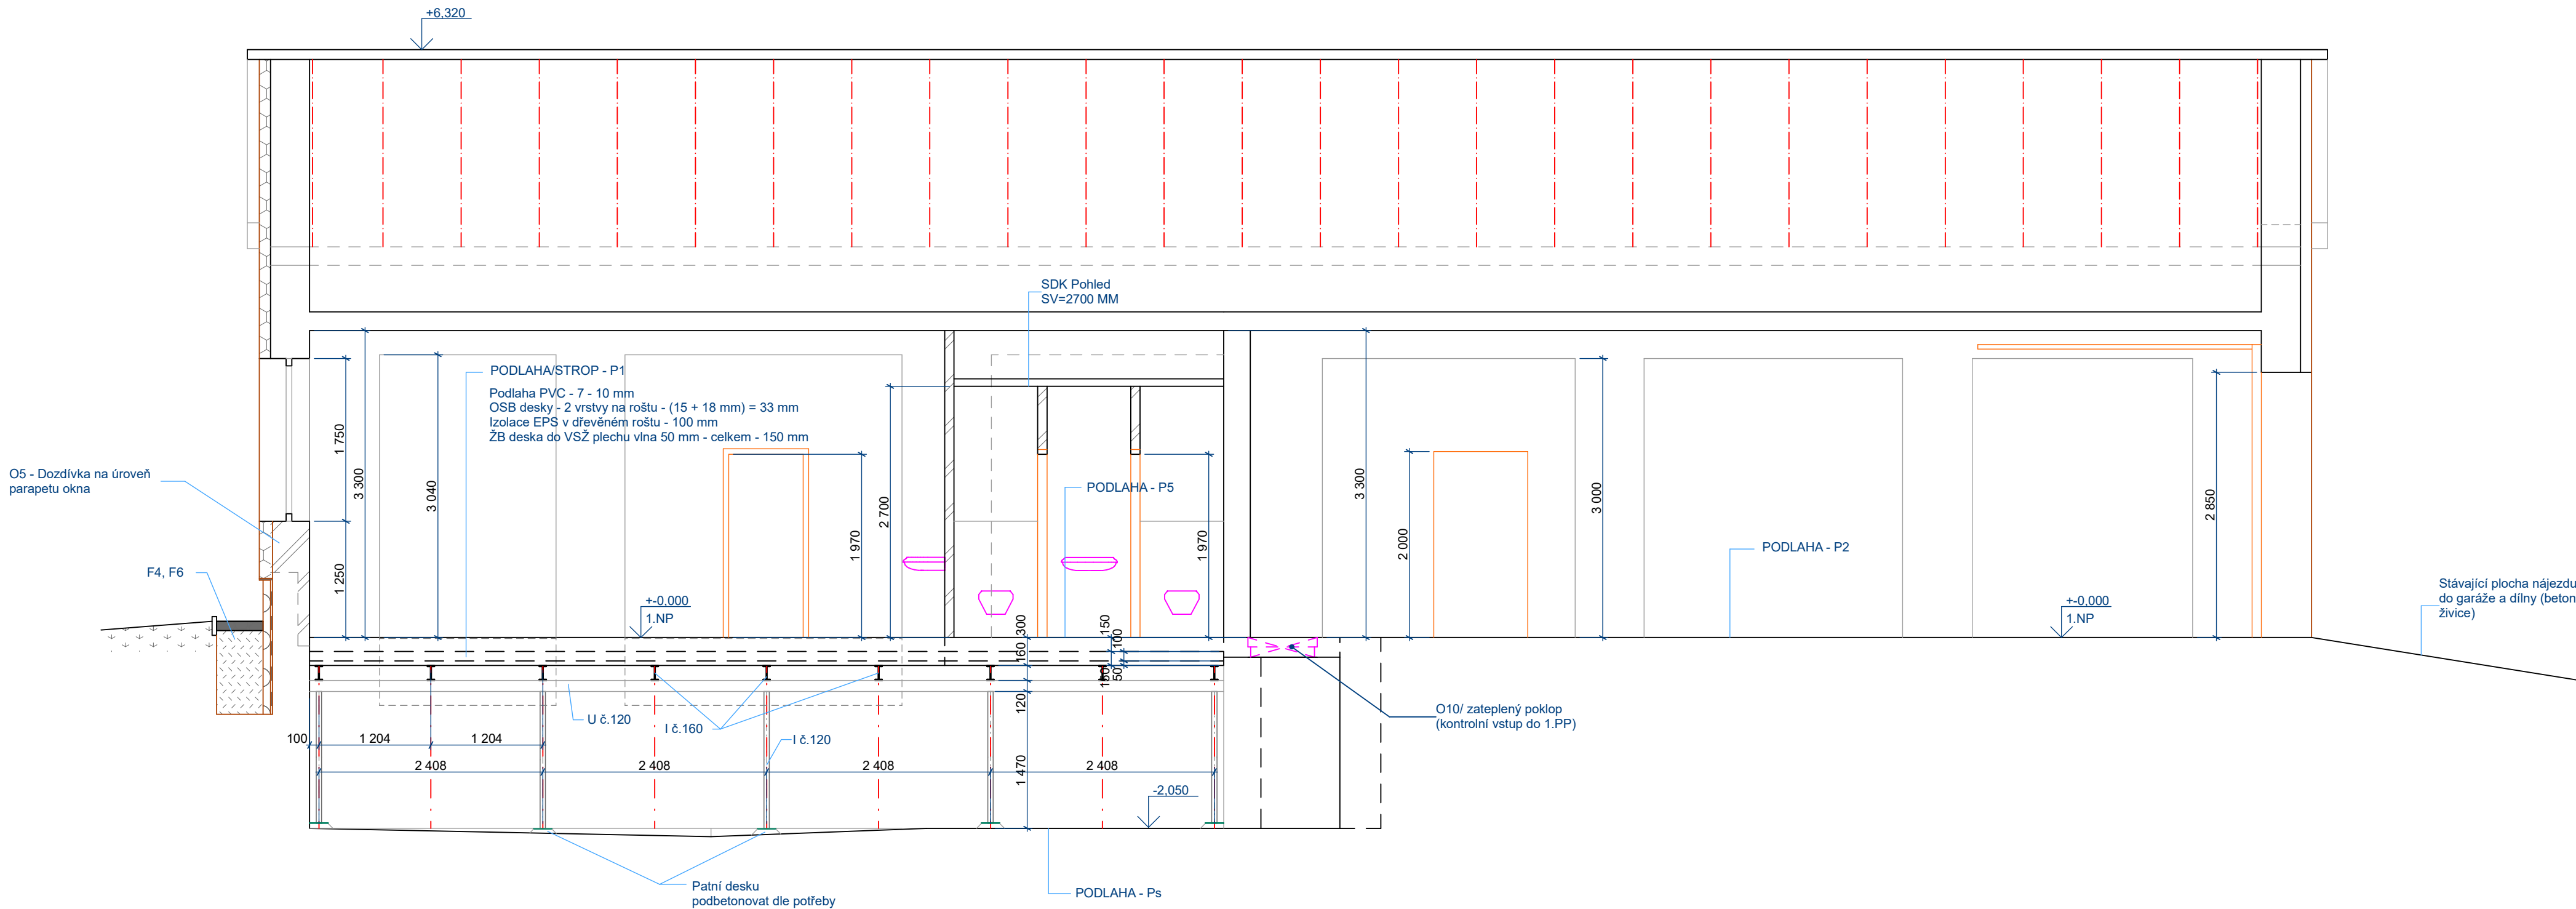 +6,320
SDK Pohled
SV=2700 MM
PODLAHA/STROP - P1
Podlaha PVC - 7 - 10 mm
OSB desky - 2 vrstvy na roštu - (15 + 18 mm) = 33 mm
Izolace EPS v dřevěném roštu - 100 mm
ŽB deska do VSŽ plechu vlna 50 mm - celkem - 150 mm
O5 - Dozdívka na úroveň
parapetu okna
F4, F6
1 750
1 250
3 300
3 040
1 970
2 700
PODLAHA - P5
1 970
3 300
2 000
3 000
PODLAHA - P2
2 850
+-0,000
1.NP
+-0,000
1.NP
Stávající plocha nájezdu
do garáže a dílny (beton
živice)
300
150
100
160
160
50
120
1 470
U č.120
I č.160
I č.120
O10/ zateplený poklop
(kontrolní vstup do 1.PP)
100
1 204
1 204
2 408
2 408
2 408
2 408
-2,050
Patní desku
podbetonovat dle potřeby
PODLAHA - Ps